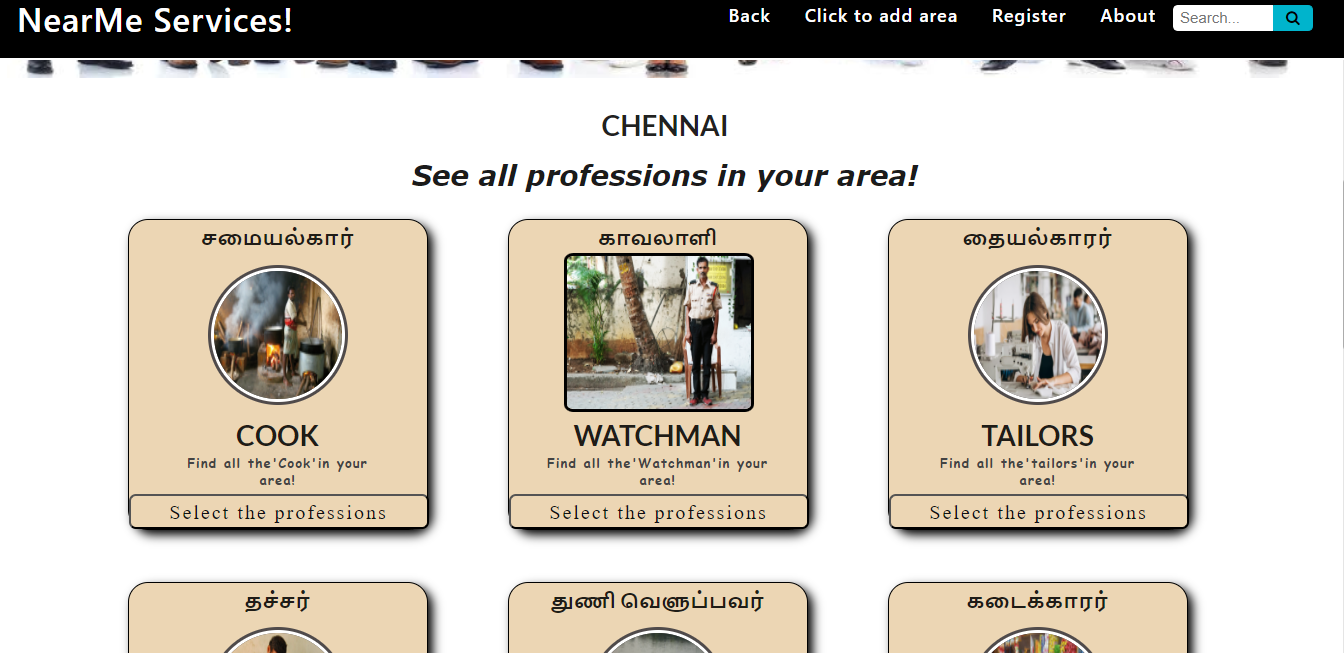 NearMe Services!
Back Click to add area Register About Search...
CHENNAI
See all professions in your area!
சமையல்கார்
காவலாளி
தையல்காரர்
COOK
WATCHMAN
TAILORS
Find all the'Cook'in your
area!
Find all the'Watchman'in your
area!
Find all the'tailors'in your
area!
Select the professions
Select the professions
Select the professions
தச்சர்
துணி வெளுப்பவர்
கடைக்காரர்